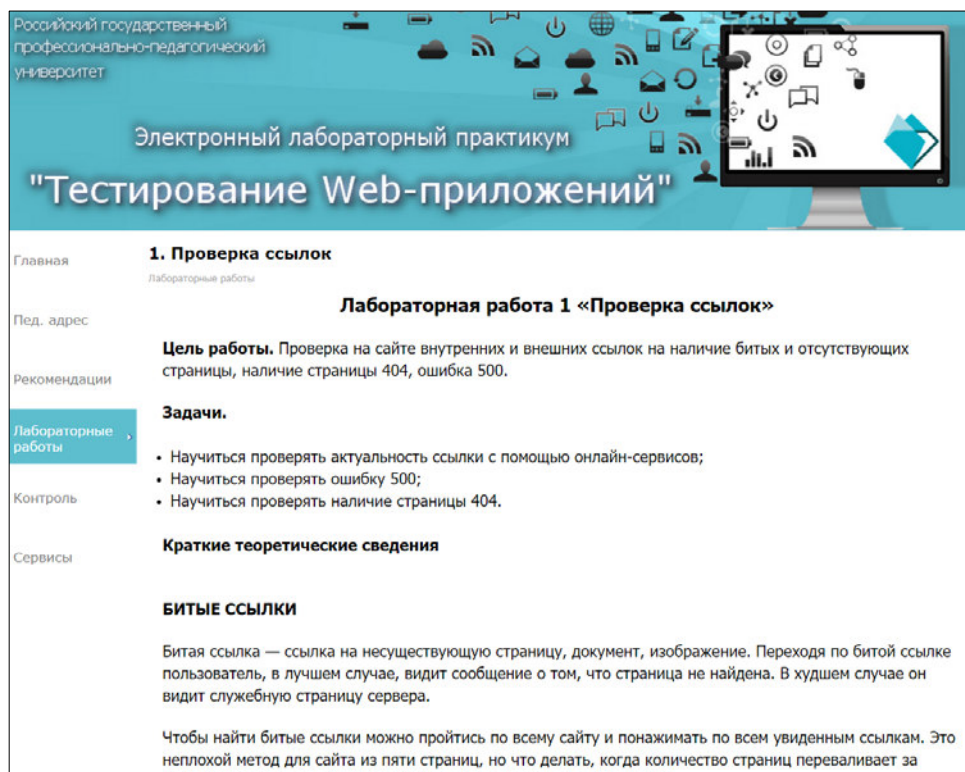 Российский государственный
профессионально-педагогический
университет
Электронный лабораторный практикум
"Тестирование Web-приложений"
Главная
Пед. адрес
Рекомендации
Лабораторные
работы
Контроль
Сервисы
1. Проверка ссылок
Лабораторные работы
Лабораторная работа 1 «Проверка ссылок»
Цель работы. Проверка на сайте внутренних и внешних ссылок на наличие битых и отсутствующих
страницы, наличие страницы 404, ошибка 500.
Задачи.
• Научиться проверять актуальность ссылки с помощью онлайн-сервисов;
• Научиться проверять ошибку 500;
• Научиться проверять наличие страницы 404.
Краткие теоретические сведения
БИТЫЕ ССЫЛКИ
Битая ссылка — ссылка на несуществующую страницу, документ, изображение. Переходя по битой ссылке
пользователь, в лучшем случае, видит сообщение о том, что страница не найдена. В худшем случае он
видит служебную страницу сервера.
Чтобы найти битые ссылки можно пройтись по всему сайту и понажимать по всем увиденным ссылкам. Это
неплохой метод для сайта из пяти страниц, но что делать, когда количество страниц переваливает за